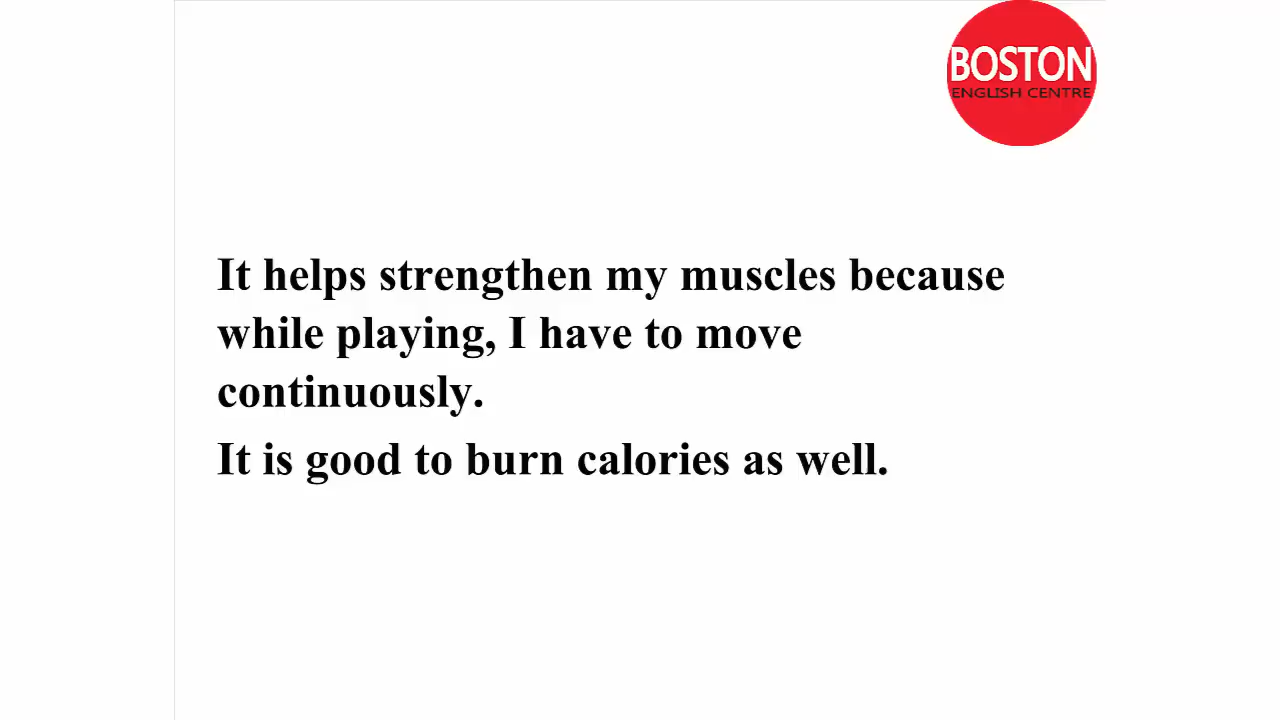 BOSTON
ENGLISH CENTRE
It helps strengthen my muscles because
while playing, I have to move
continuously.
It is good to burn calories as well.